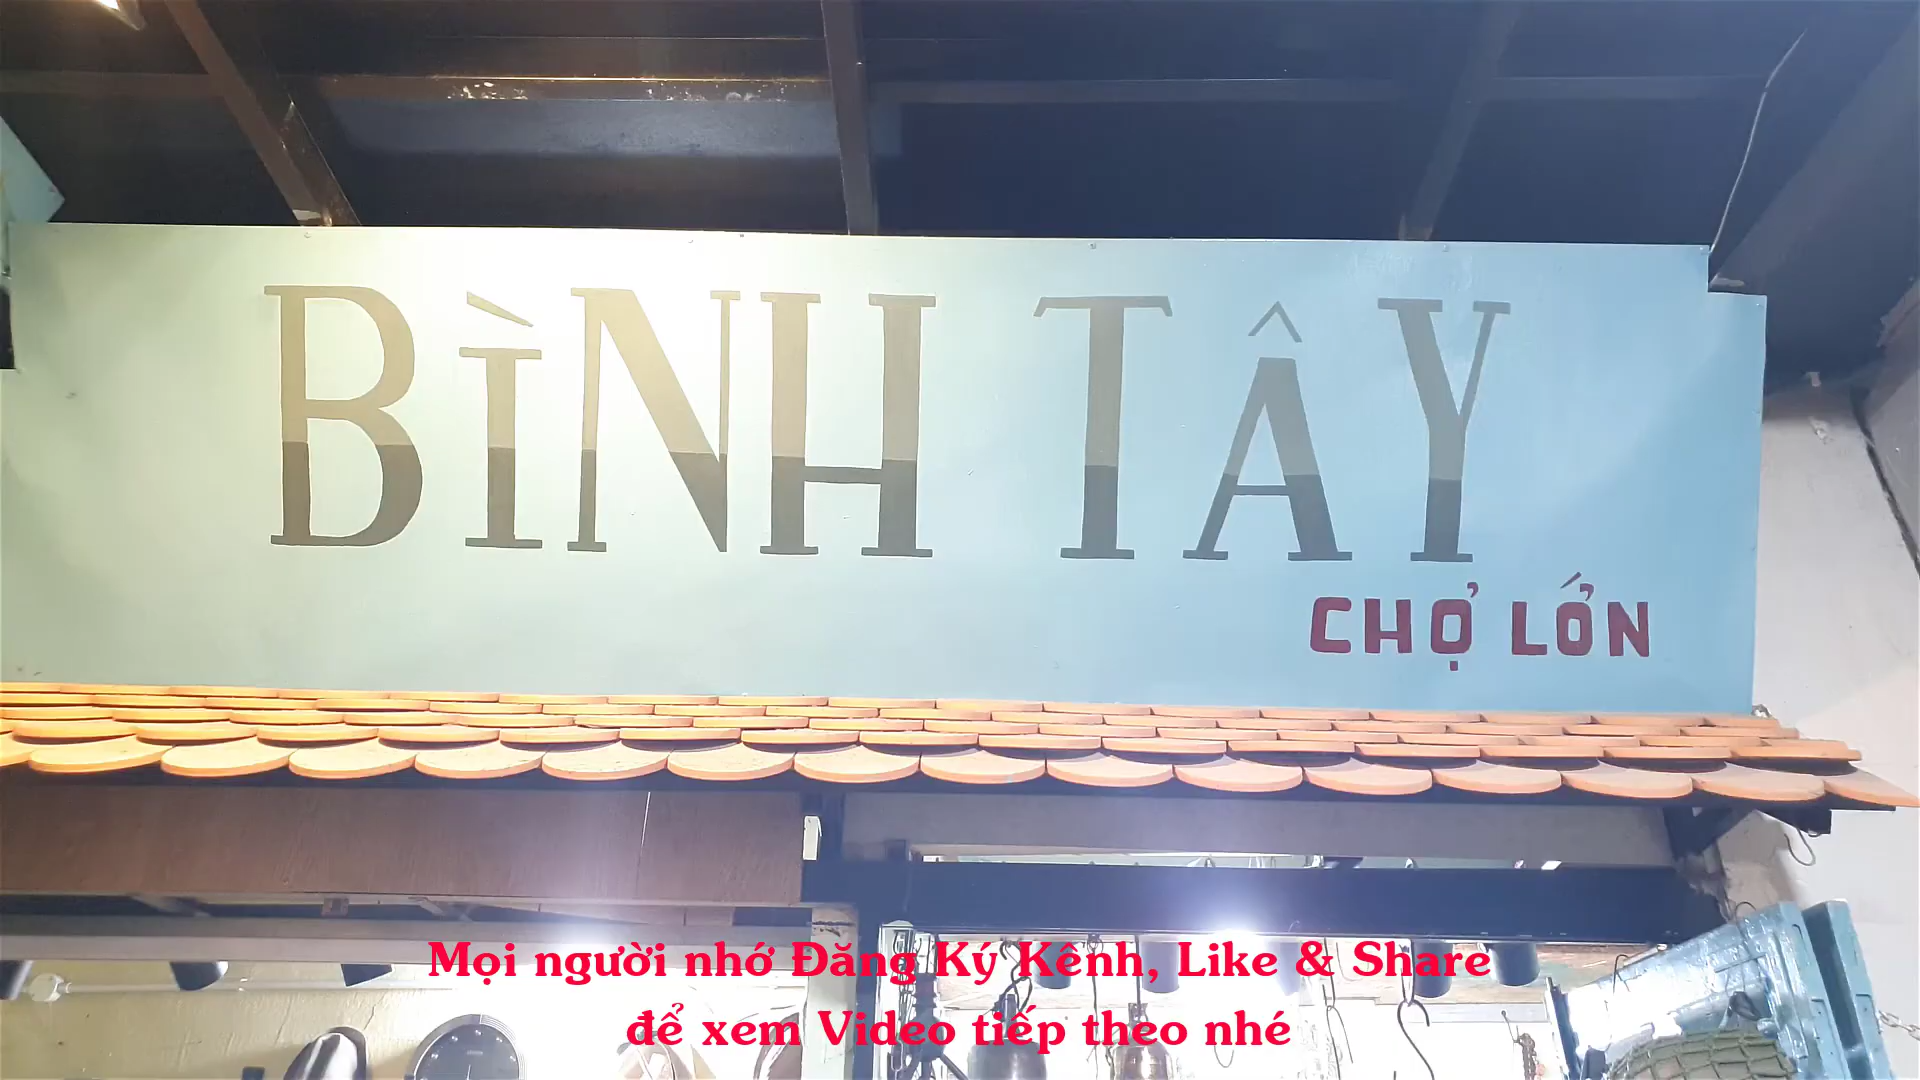 BÌNH TÂY
CHỢ LỚN
Mọi người nhớ Đăng Ký Kênh, Like & Share
để xem Video tiếp theo nhé